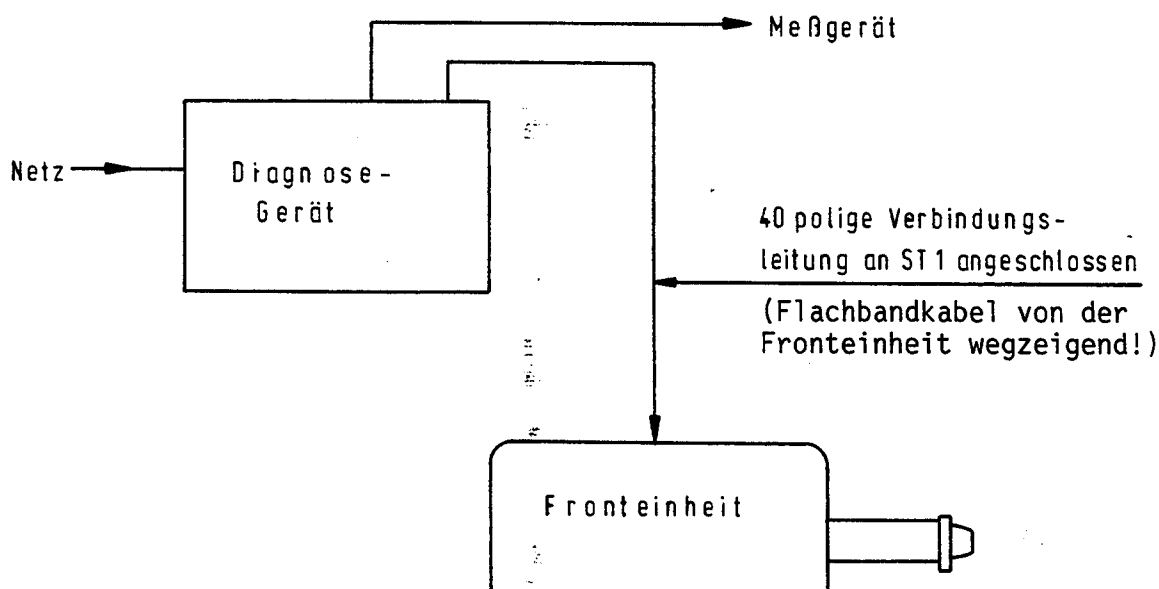 Meßgerät
Netz
Diagnose-
Gerät
40 polige Verbindungs-
leitung an ST1 angeschlossen
(Flachbandkabel von der
Fronteinheit wegzeigend!)
Fronteinheit